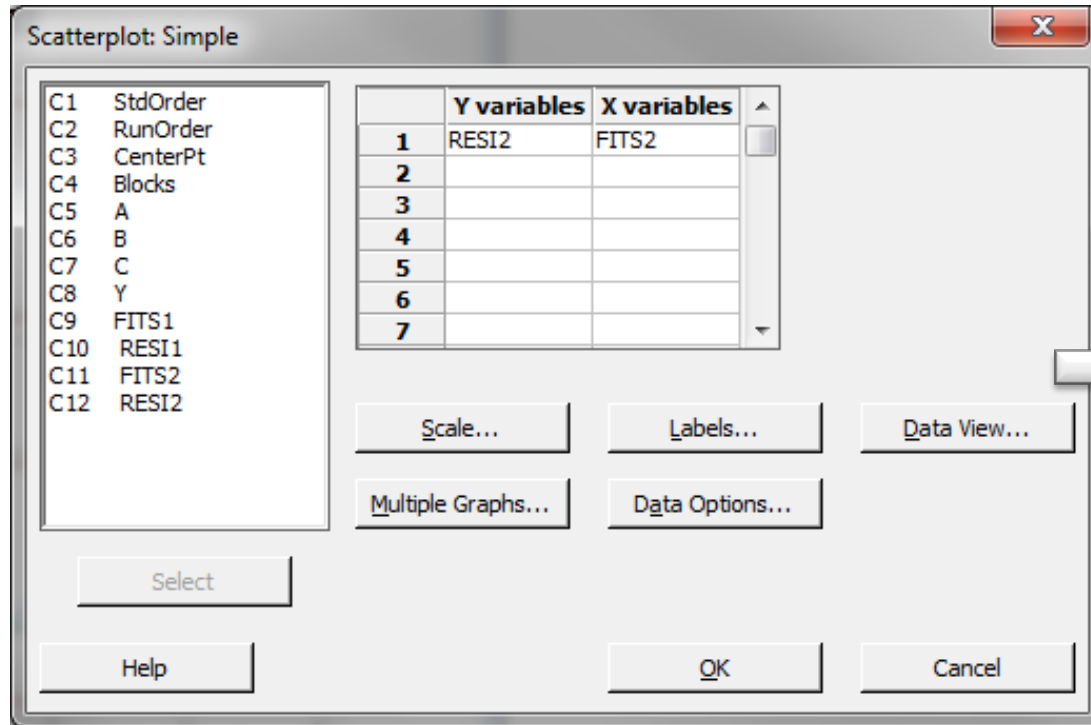 Scatterplot: Simple
C1 StdOrder
C2 RunOrder
C3 CenterPt
C4 Blocks
C5 A
C6 B
C7 C
C8 Y
C9 FITS1
C10 RESI1
C11 FITS2
C12 RESI2
Y variables X variables
1 RESI2 FITS2
2
3
4
5
6
7
Scale... Labels... Data View...
Multiple Graphs... Data Options...
Select
Help OK Cancel